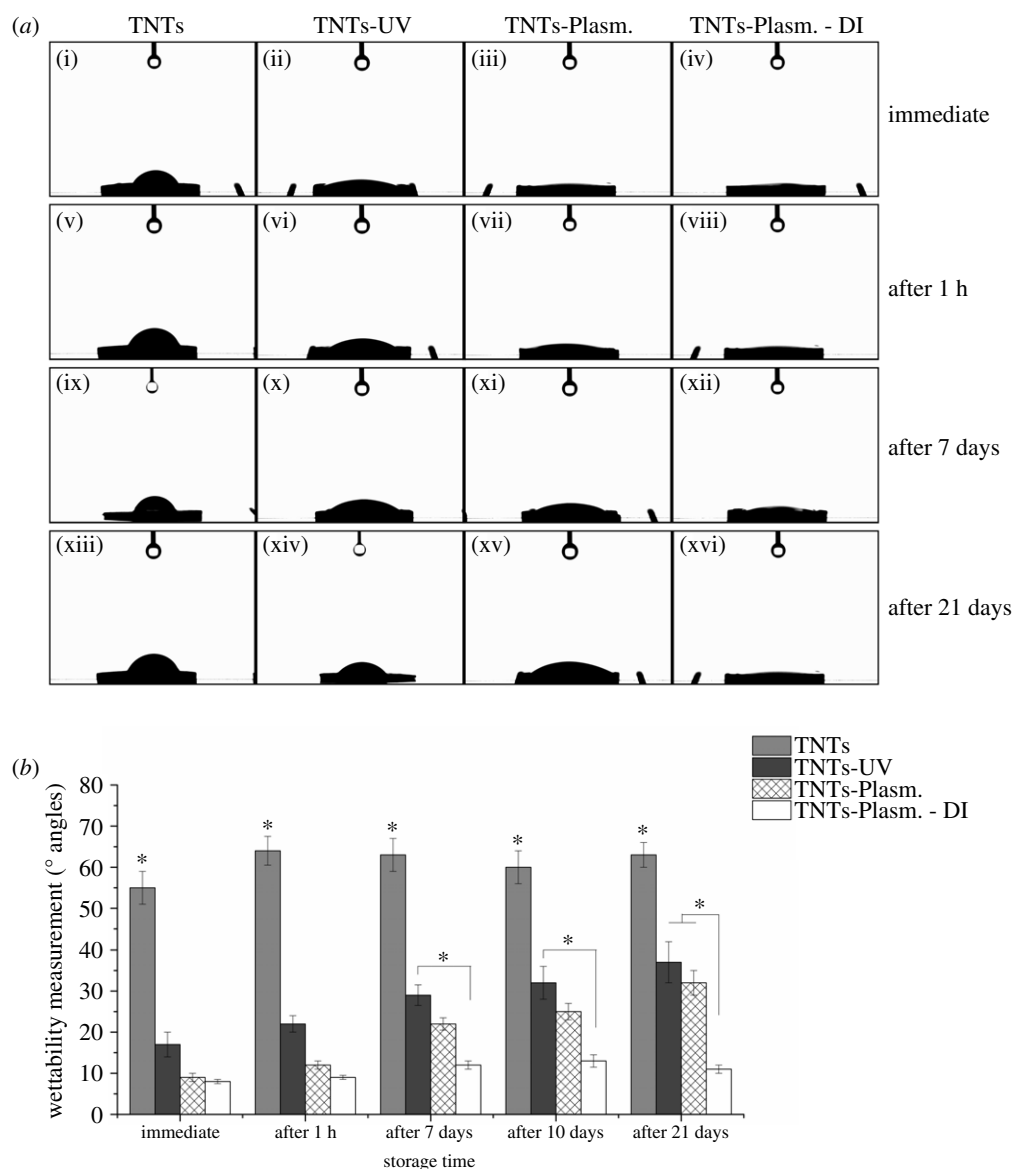 (a) TNTs TNTs-UV TNTs-Plasm. TNTs-Plasm. - DI
(i) (ii) (iii) (iv) immediate
(v) (vi) (vii) (viii) after 1 h
(ix) (x) (xi) (xii) after 7 days
(xiii) (xiv) (xv) (xvi) after 21 days
(b)
TNTs
TNTs-UV
TNTs-Plasm.
TNTs-Plasm. - DI
wettability measurement (° angles)
80
70
60
50
40
30
20
10
0
* * * * *
* * *
immediate after 1 h after 7 days after 10 days after 21 days
storage time